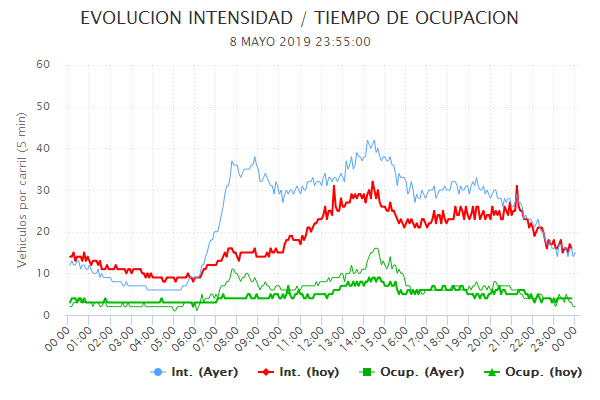 EVOLUCION INTENSIDAD / TIEMPO DE OCUPACION
8 MAYO 2019 23:55:00
Vehiculos por carril (5 min)
60
50
40
30
20
10
0
00:00 01:00 02:00 03:00 04:00 05:00 06:00 07:00 08:00 09:00 10:00 11:00 12:00 13:00 14:00 15:00 16:00 17:00 18:00 19:00 20:00 21:00 22:00 23:00 00:00
Int. (Ayer) Int. (hoy) Ocup. (Ayer) Ocup. (hoy)